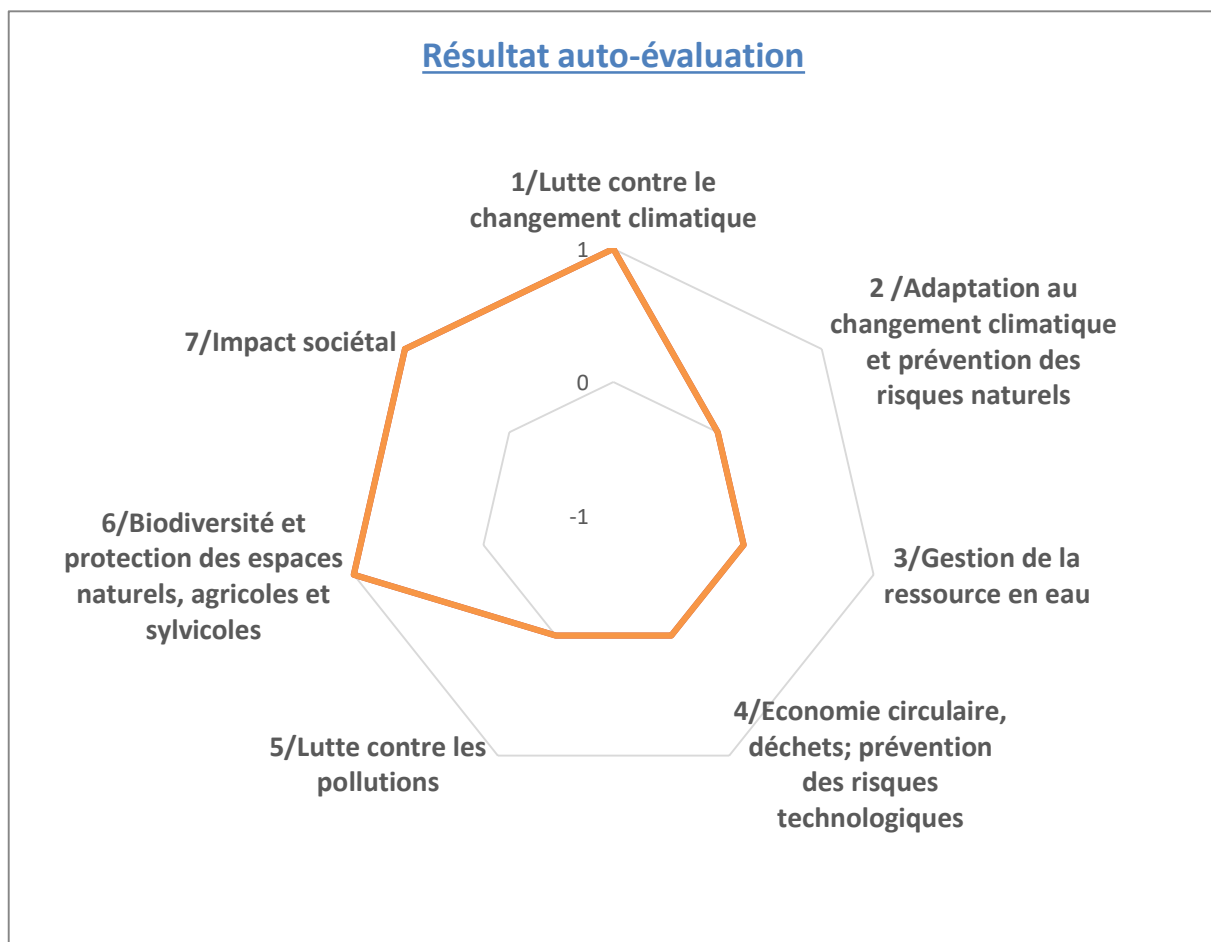 Résultat auto-évaluation
1/Lutte contre le
changement climatique
1
2 /Adaptation au
changement climatique
et prévention des
risques naturels
7/Impact sociétal
0
-1
6/Biodiversité et
protection des espaces
naturels, agricoles et
sylvicoles
3/Gestion de la
ressource en eau
4/Economie circulaire,
déchets; prévention
des risques
technologiques
5/Lutte contre les
pollutions